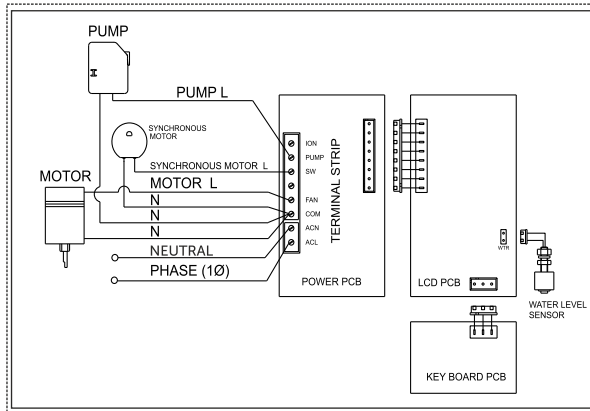 PUMP
PUMP L
SYNCHRONOUS
MOTOR
SYNCHRONOUS MOTOR L
MOTOR
MOTOR L
N
N
N
NEUTRAL
PHASE (1Ø)
ION
PUMP
SW
FAN
COM
ACN
ACL
TERMINAL STRIP
POWER PCB
WTR
LCD PCB
WATER LEVEL
SENSOR
KEY BOARD PCB